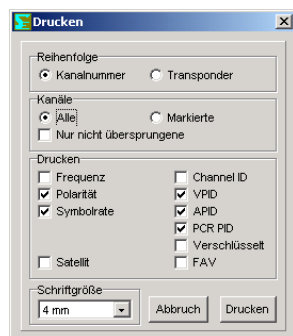 Drucken
Reihenfolge
Kanalnummer Transponder
Kanäle
Alle Markierte
Nur nicht übersprungene
Drucken
Frequenz Channel ID
Polarität VPID
Symbolrate APID
PCR PID
Verschlüsselt
Satellit FAV
Schriftgröße
4 mm Abbruch Drucken